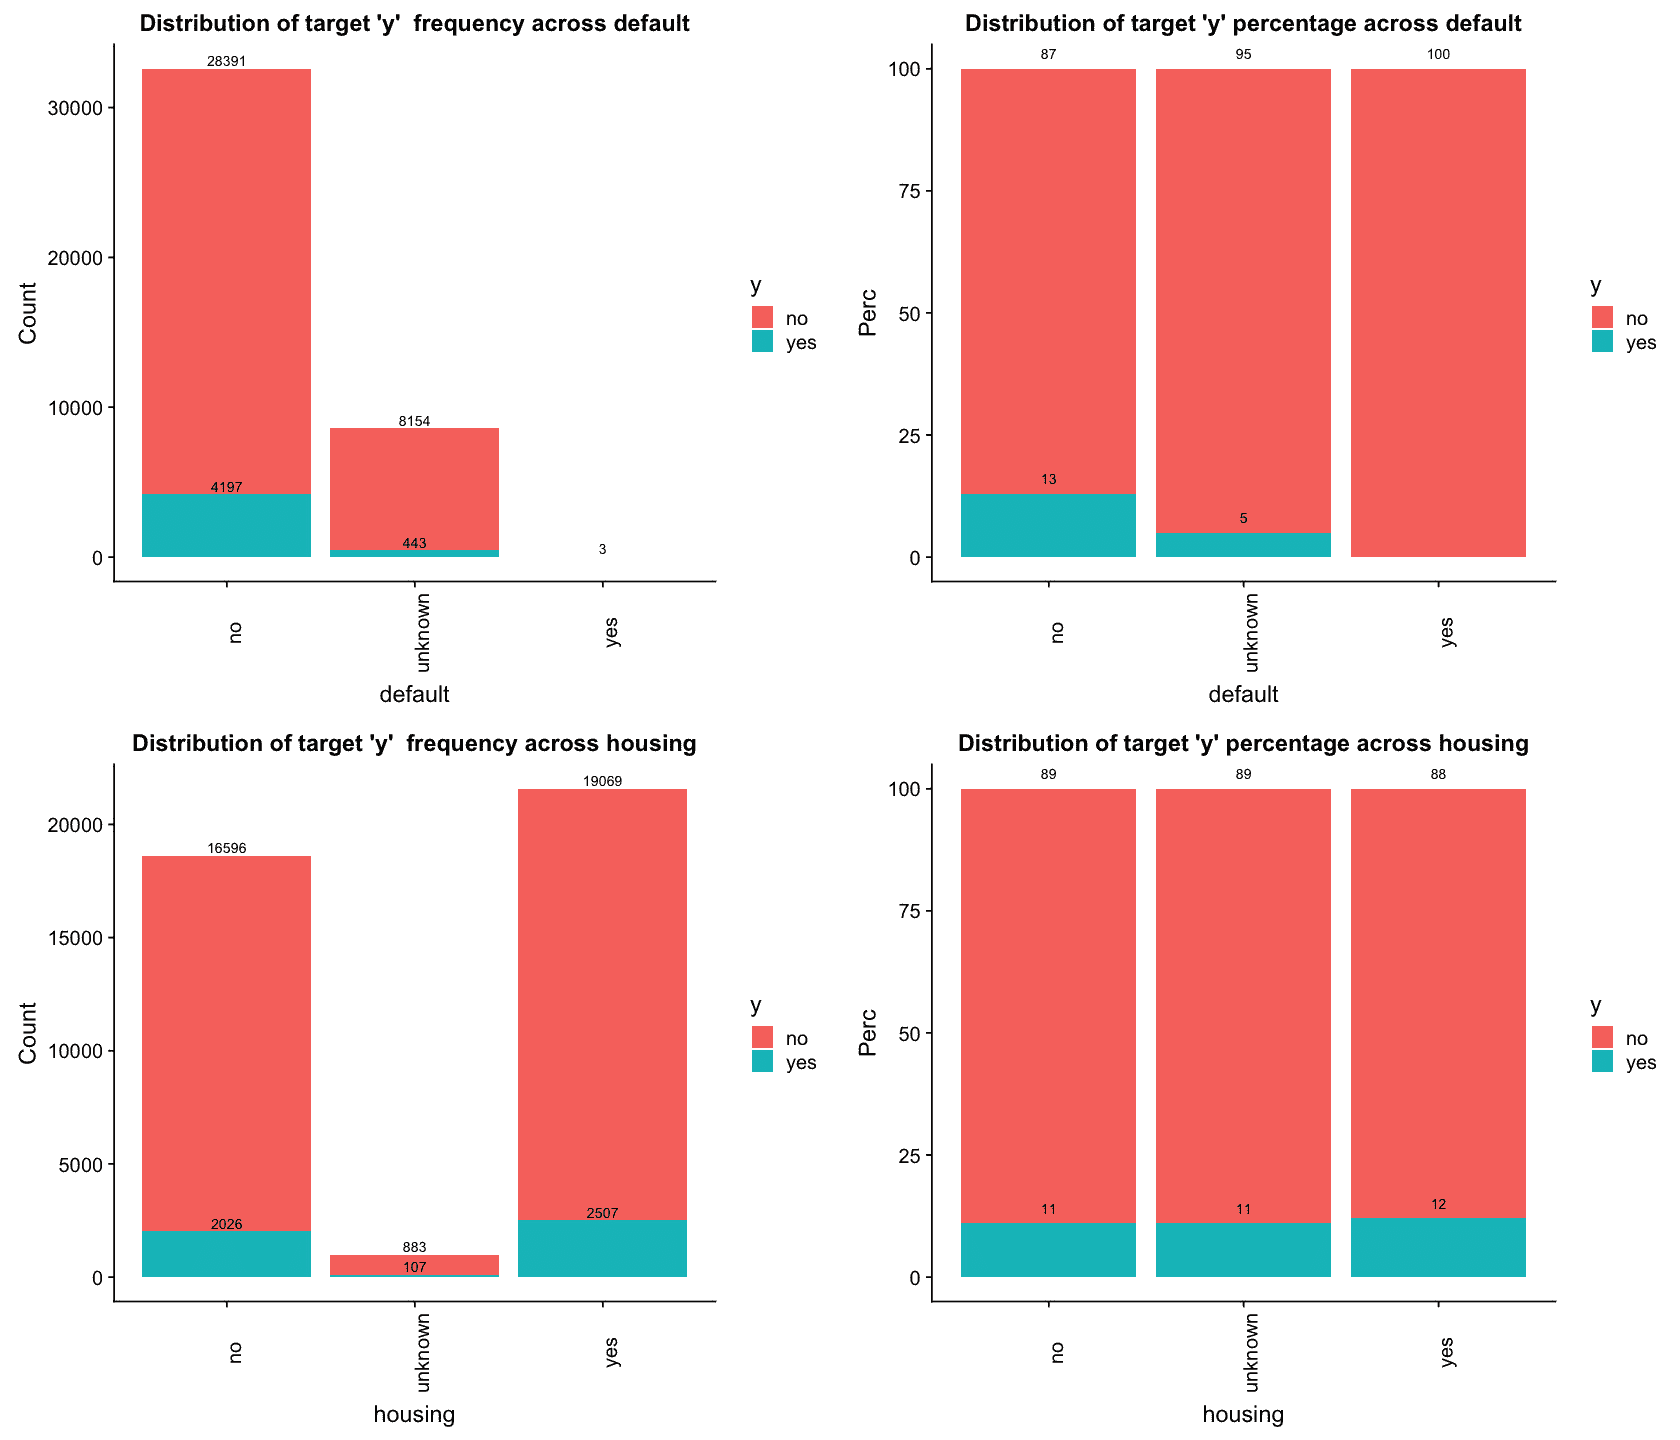 Distribution of target 'y'  frequency across default
28391
30000
20000
10000
0
4197
8154
443
3
Count
no
unknown
yes
default
y
no
yes
Distribution of target 'y' percentage across default
87
95
100
100
75
50
25
0
13
5
Perc
no
unknown
yes
default
y
no
yes
Distribution of target 'y'  frequency across housing
19069
16596
20000
15000
10000
5000
0
2026
883
107
2507
Count
no
unknown
yes
housing
y
no
yes
Distribution of target 'y' percentage across housing
89
89
88
100
75
50
25
0
11
11
12
Perc
no
unknown
yes
housing
y
no
yes